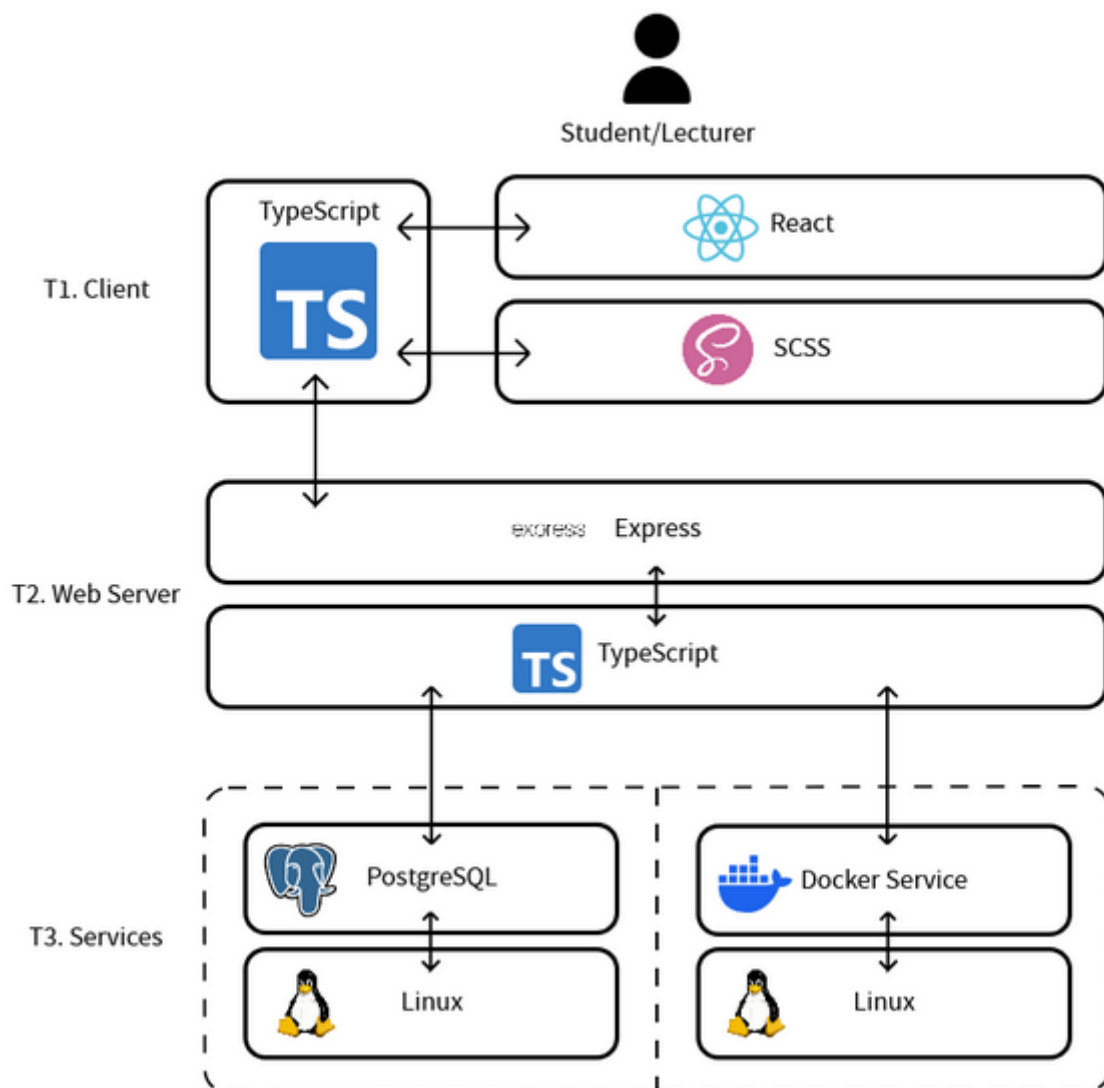 Student/Lecturer
TypeScript
TS
React
T1. Client
SCSS
express Express
T2. Web Server
TS TypeScript
PostgreSQL
Docker Service
T3. Services
Linux
Linux